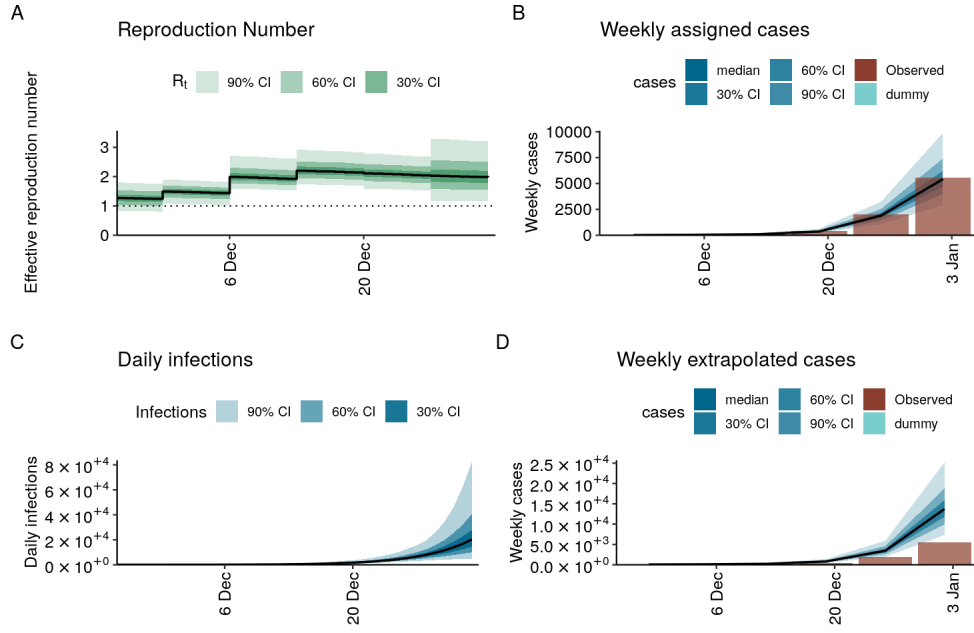 A
Reproduction Number
Rt 90% CI 60% CI 30% CI
Effective reproduction number
3
2
1
0
6 Dec
20 Dec
B
Weekly assigned cases
cases
median 60% CI Observed
30% CI 90% CI dummy
Weekly cases
10000
7500
5000
2500
0
6 Dec
20 Dec
3 Jan
C
Daily infections
Infections 90% CI 60% CI 30% CI
Daily infections
8 × 10⁺⁴
6 × 10⁺⁴
4 × 10⁺⁴
2 × 10⁺⁴
0 × 10⁺⁰
6 Dec
20 Dec
D
Weekly extrapolated cases
cases
median 60% CI Observed
30% CI 90% CI dummy
Weekly cases
2.5 × 10⁺⁴
2.0 × 10⁺⁴
1.5 × 10⁺⁴
1.0 × 10⁺⁴
5.0 × 10⁺³
0.0 × 10⁺⁰
6 Dec
20 Dec
3 Jan